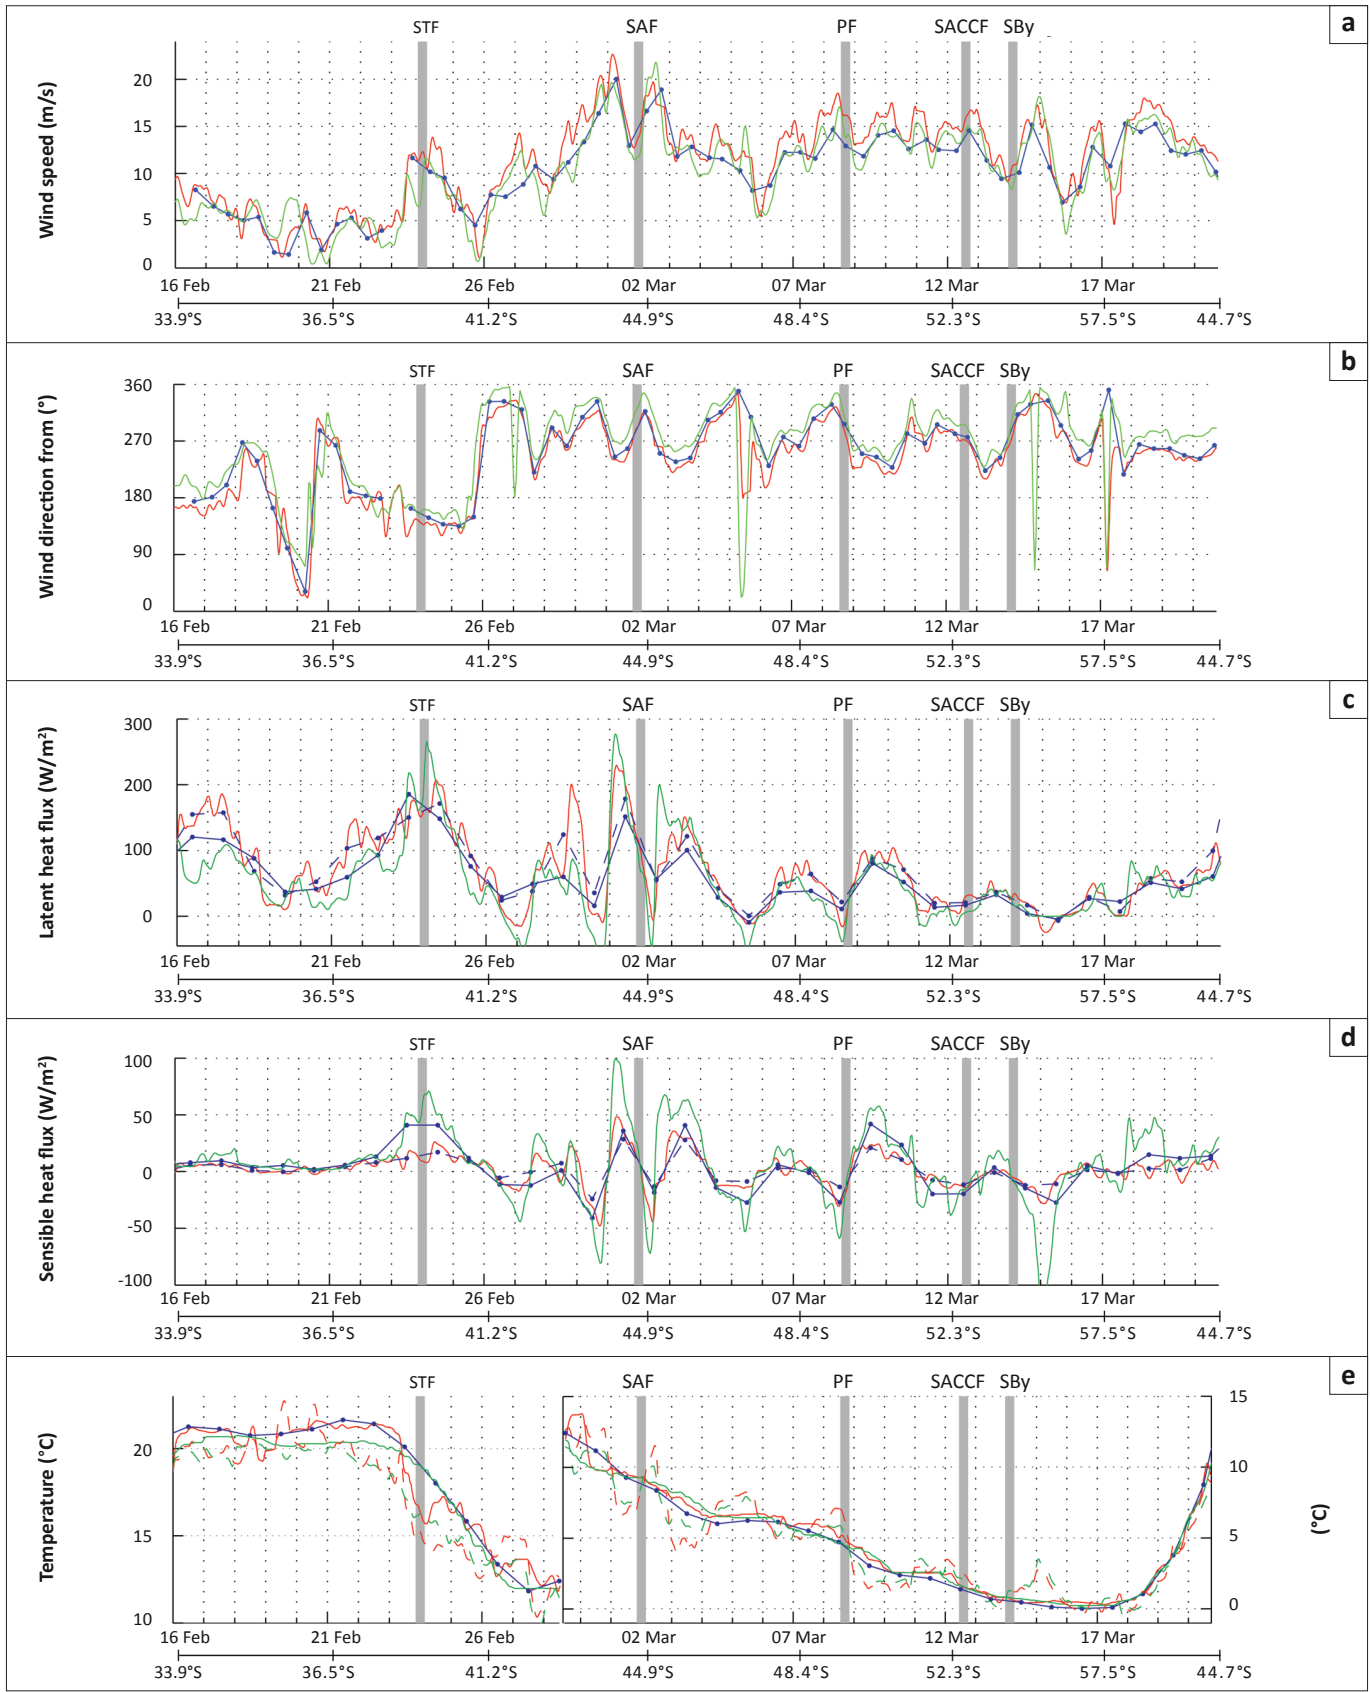 a
STF SAF PF SACCF SBy
Wind speed (m/s)
20
15
10
5
0
16 Feb 21 Feb 26 Feb 02 Mar 07 Mar 12 Mar 17 Mar
33.9°S 36.5°S 41.2°S 44.9°S 48.4°S 52.3°S 57.5°S 44.7°S
b
STF SAF PF SACCF SBy
Wind direction from (°)
360
270
180
90
0
16 Feb 21 Feb 26 Feb 02 Mar 07 Mar 12 Mar 17 Mar
33.9°S 36.5°S 41.2°S 44.9°S 48.4°S 52.3°S 57.5°S 44.7°S
c
STF SAF PF SACCF SBy
Latent heat flux (W/m²)
300
200
100
0
16 Feb 21 Feb 26 Feb 02 Mar 07 Mar 12 Mar 17 Mar
33.9°S 36.5°S 41.2°S 44.9°S 48.4°S 52.3°S 57.5°S 44.7°S
d
STF SAF PF SACCF SBy
Sensible heat flux (W/m²)
100
50
0
-50
-100
16 Feb 21 Feb 26 Feb 02 Mar 07 Mar 12 Mar 17 Mar
33.9°S 36.5°S 41.2°S 44.9°S 48.4°S 52.3°S 57.5°S 44.7°S
e
STF SAF PF SACCF SBy
Temperature (°C)
20
15
10
15
10
5
0
(°C)
16 Feb 21 Feb 26 Feb 02 Mar 07 Mar 12 Mar 17 Mar
33.9°S 36.5°S 41.2°S 44.9°S 48.4°S 52.3°S 57.5°S 44.7°S